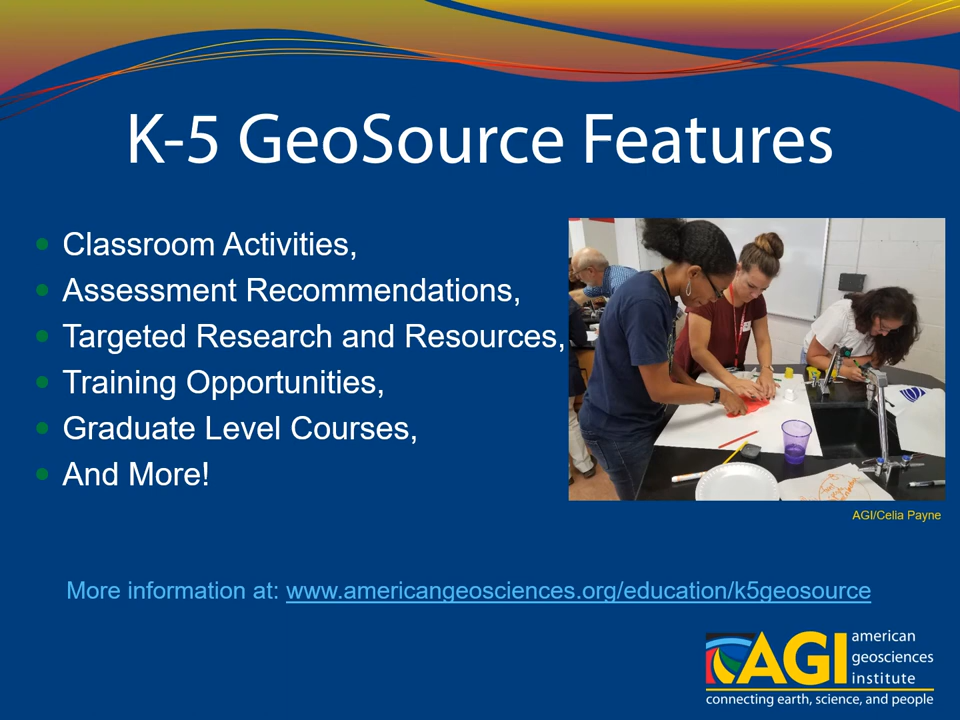 K-5 GeoSource Features
Classroom Activities,
Assessment Recommendations,
Targeted Research and Resources,
Training Opportunities,
Graduate Level Courses,
And More!
AGI/Celia Payne
More information at: www.americangeosciences.org/education/k5geosource
AGI
american
geosciences
institute
connecting earth, science, and people